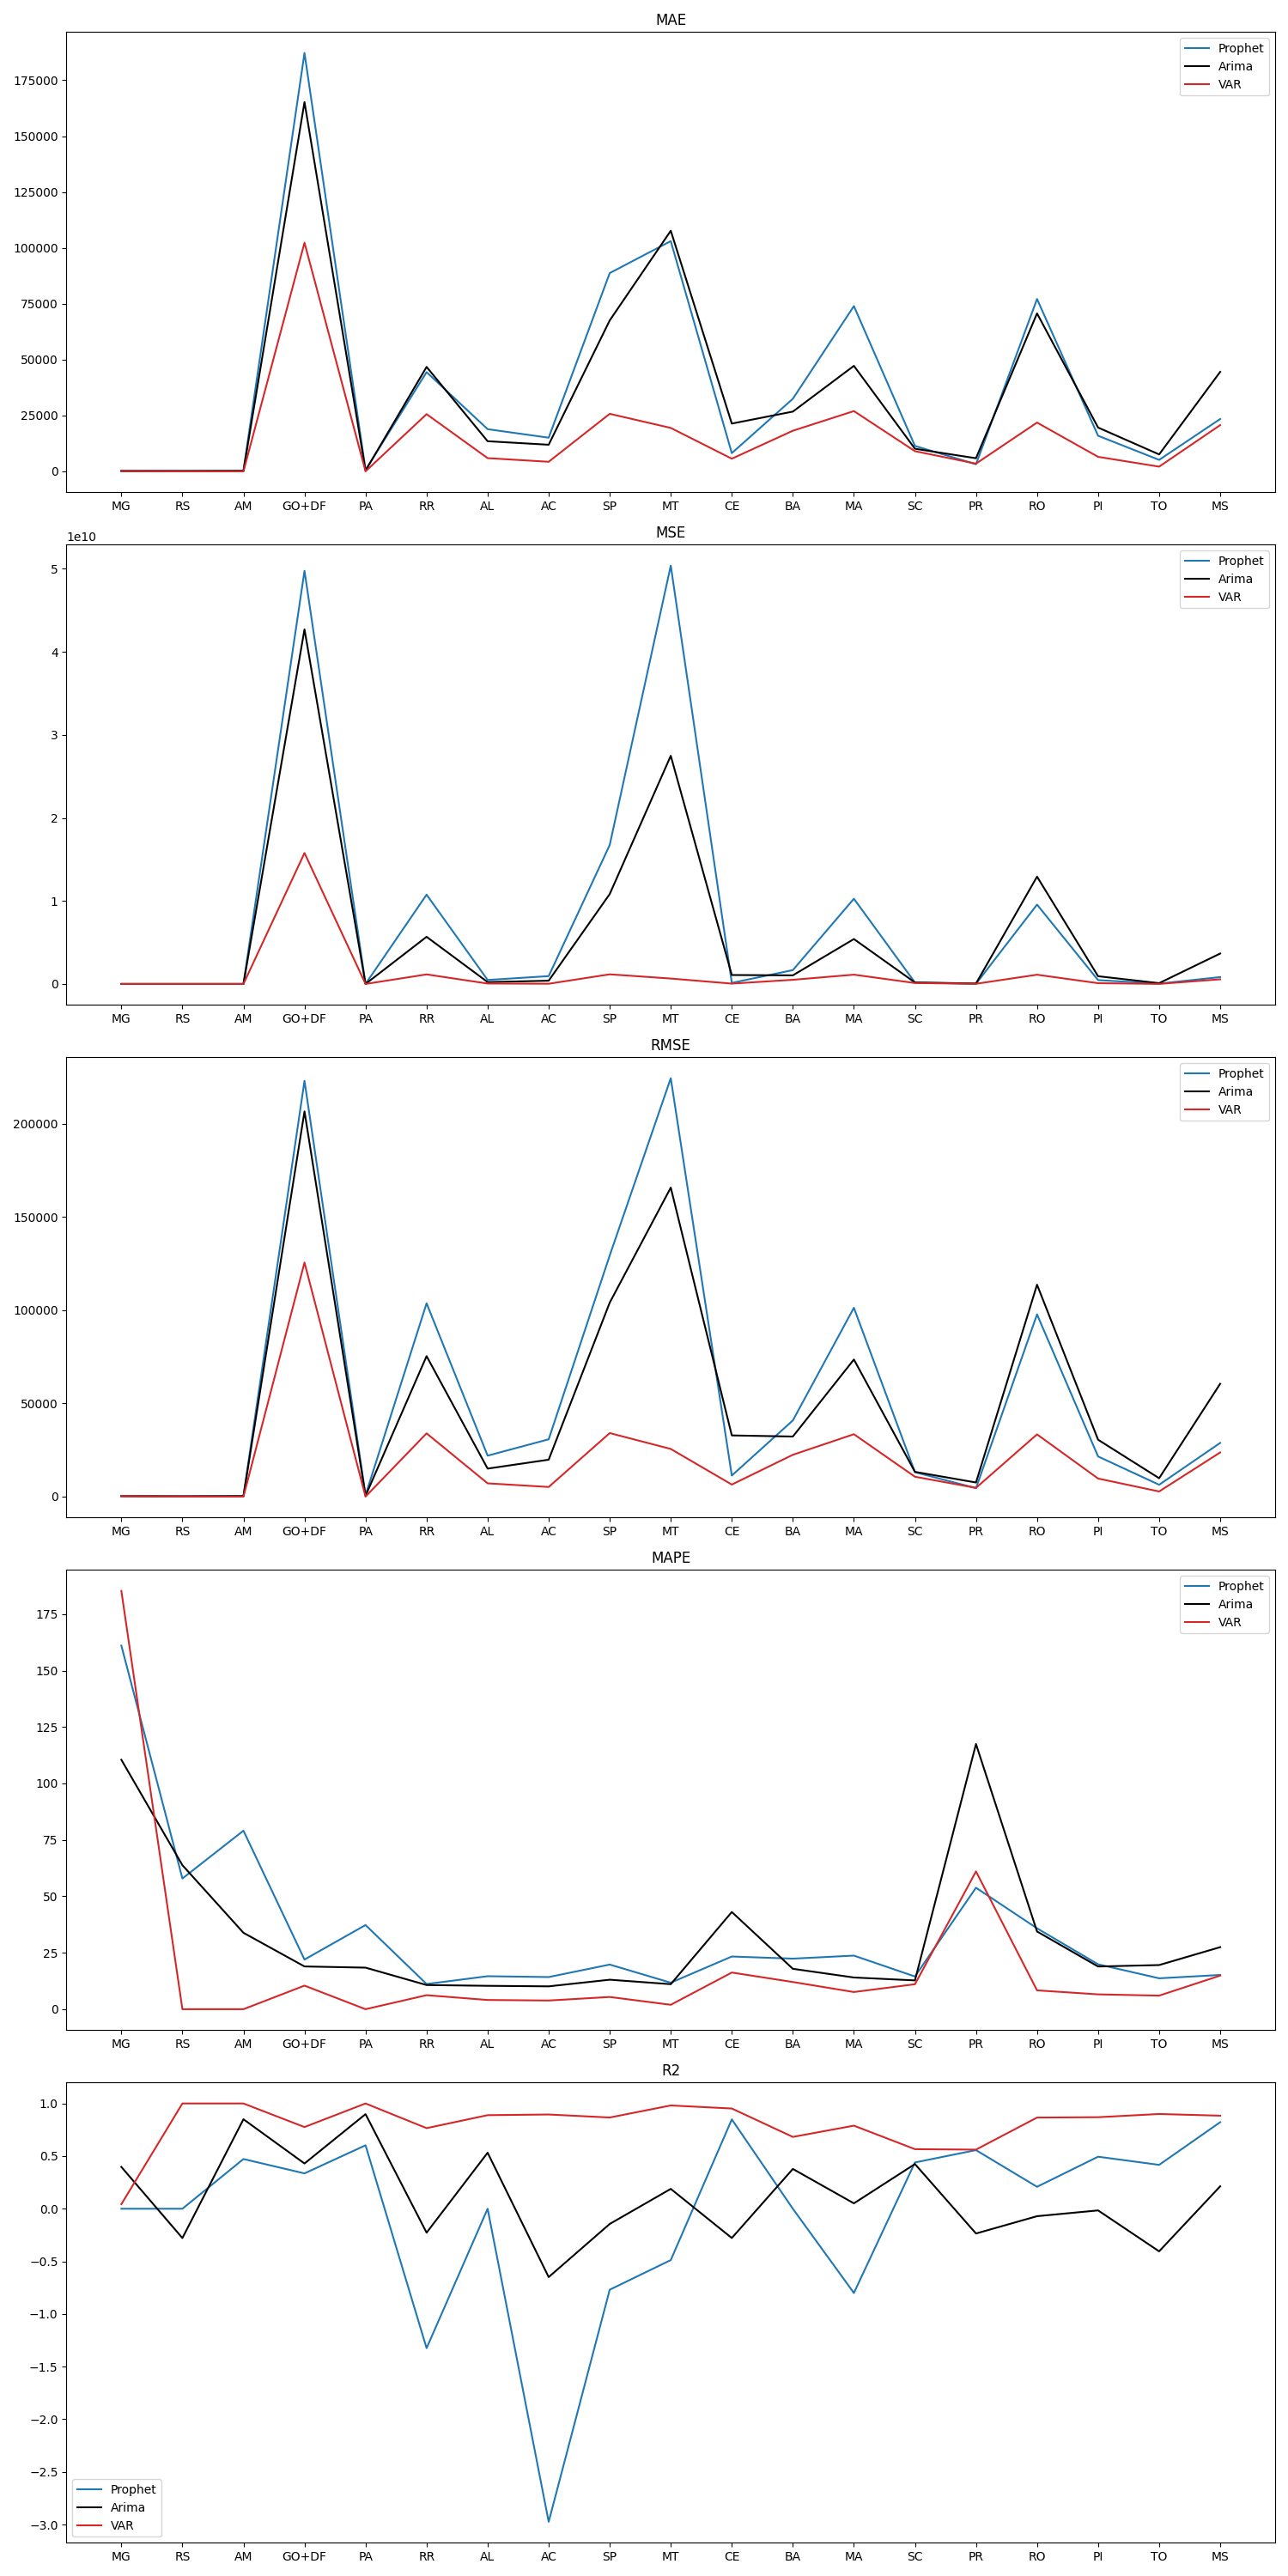 MAE
175000
150000
125000
100000
75000
50000
25000
0
Prophet
Arima
VAR
MG RS AM GO+DF PA RR AL AC SP MT CE BA MA SC PR RO PI TO MS
MSE
1e10
5
4
3
2
1
0
Prophet
Arima
VAR
MG RS AM GO+DF PA RR AL AC SP MT CE BA MA SC PR RO PI TO MS
RMSE
200000
150000
100000
50000
0
Prophet
Arima
VAR
MG RS AM GO+DF PA RR AL AC SP MT CE BA MA SC PR RO PI TO MS
MAPE
175
150
125
100
75
50
25
0
Prophet
Arima
VAR
MG RS AM GO+DF PA RR AL AC SP MT CE BA MA SC PR RO PI TO MS
R2
1.0
0.5
0.0
−0.5
−1.0
−1.5
−2.0
−2.5
−3.0
Prophet
Arima
VAR
MG RS AM GO+DF PA RR AL AC SP MT CE BA MA SC PR RO PI TO MS